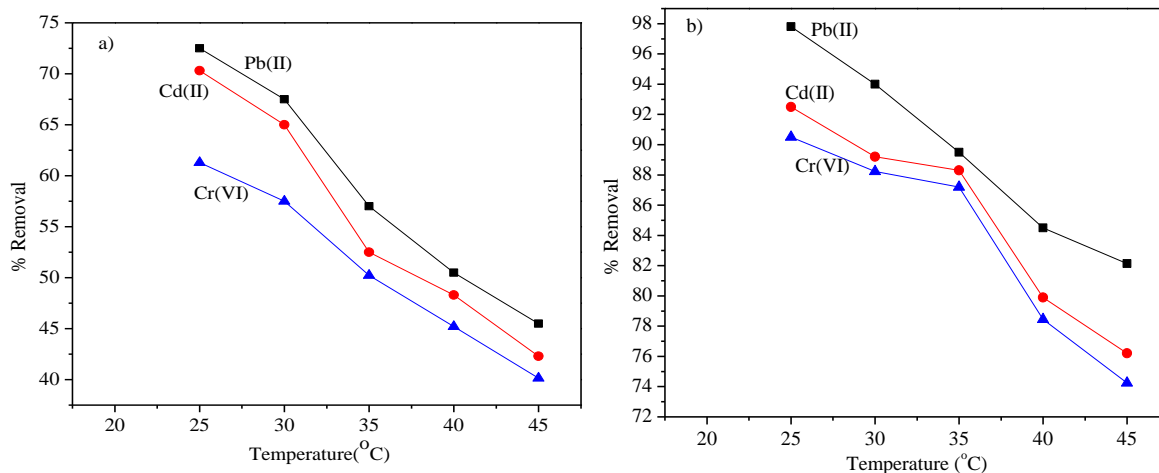 a)
75
70
65
60
55
50
45
40
% Removal
Pb(II)
Cd(II)
Cr(VI)
20 25 30 35 40 45
Temperature(°C)
b)
98
96
94
92
90
88
86
84
82
80
78
76
74
72
% Removal
Pb(II)
Cd(II)
Cr(VI)
20 25 30 35 40 45
Temperature (°C)